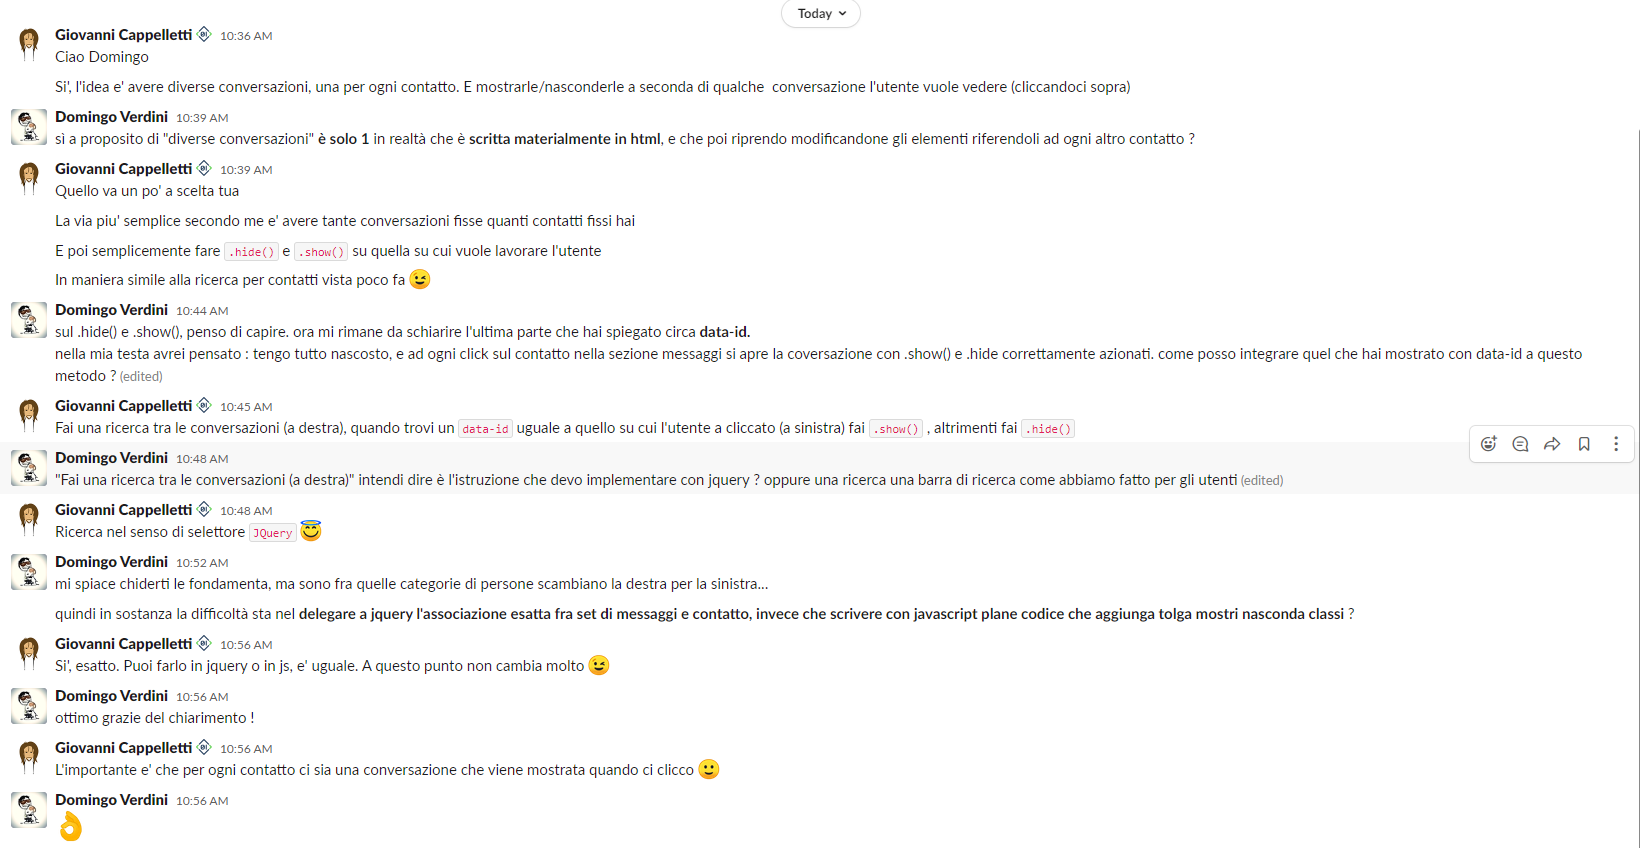 Today
Giovanni Cappelletti 10:36 AM
Ciao Domingo
Si', l'idea e' avere diverse conversazioni, una per ogni contatto. E mostrarle/nasconderle a seconda di qualche conversazione l'utente vuole vedere (cliccandoci sopra)
Domingo Verdini 10:39 AM
sì a proposito di "diverse conversazioni" è solo 1 in realtà che è scritta materialmente in html, e che poi riprendo modificandone gli elementi riferendoli ad ogni altro contatto ?
Giovanni Cappelletti 10:39 AM
Quello va un po' a scelta tua
La via piu' semplice secondo me e' avere tante conversazioni fisse quanti contatti fissi hai
E poi semplicemente fare .hide() e .show() su quella su cui vuole lavorare l'utente
In maniera simile alla ricerca per contatti vista poco fa 😉
Domingo Verdini 10:44 AM
sul .hide() e .show(), penso di capire. ora mi rimane da schiarire l'ultima parte che hai spiegato circa data-id.
nella mia testa avrei pensato : tengo tutto nascosto, e ad ogni click sul contatto nella sezione messaggi si apre la coversazione con .show() e .hide correttamente azionati. come posso integrare quel che hai mostrato con data-id a questo
metodo ? (edited)
Giovanni Cappelletti 10:45 AM
Fai una ricerca tra le conversazioni (a destra), quando trovi un data-id uguale a quello su cui l'utente a cliccato (a sinistra) fai .show() , altrimenti fai .hide()
Domingo Verdini 10:48 AM
"Fai una ricerca tra le conversazioni (a destra)" intendi dire è l'istruzione che devo implementare con jquery ? oppure una ricerca una barra di ricerca come abbiamo fatto per gli utenti (edited)
Giovanni Cappelletti 10:48 AM
Ricerca nel senso di selettore JQuery 😇
Domingo Verdini 10:52 AM
mi spiace chiderti le fondamenta, ma sono fra quelle categorie di persone scambiano la destra per la sinistra...
quindi in sostanza la difficoltà sta nel delegare a jquery l'associazione esatta fra set di messaggi e contatto, invece che scrivere con javascript plane codice che aggiunga tolga mostri nasconda classi ?
Giovanni Cappelletti 10:56 AM
Si', esatto. Puoi farlo in jquery o in js, e' uguale. A questo punto non cambia molto 😉
Domingo Verdini 10:56 AM
ottimo grazie del chiarimento !
Giovanni Cappelletti 10:56 AM
L'importante e' che per ogni contatto ci sia una conversazione che viene mostrata quando ci clicco 🙂
Domingo Verdini 10:56 AM
👌